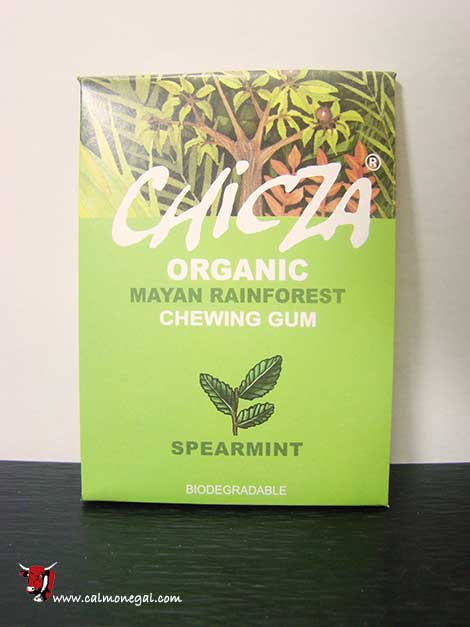 CHiCZA®
ORGANIC
MAYAN RAINFOREST
CHEWING GUM
SPEARMINT
BIODEGRADABLE
www.calmonegal.com